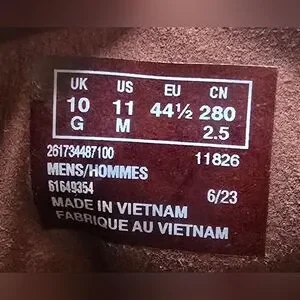 UK US EU CN
10 11 44½ 280
G M 2.5
261734487100 11826
MENS/HOMMES
61649354 6/23
MADE IN VIETNAM
FABRIQUE AU VIETNAM